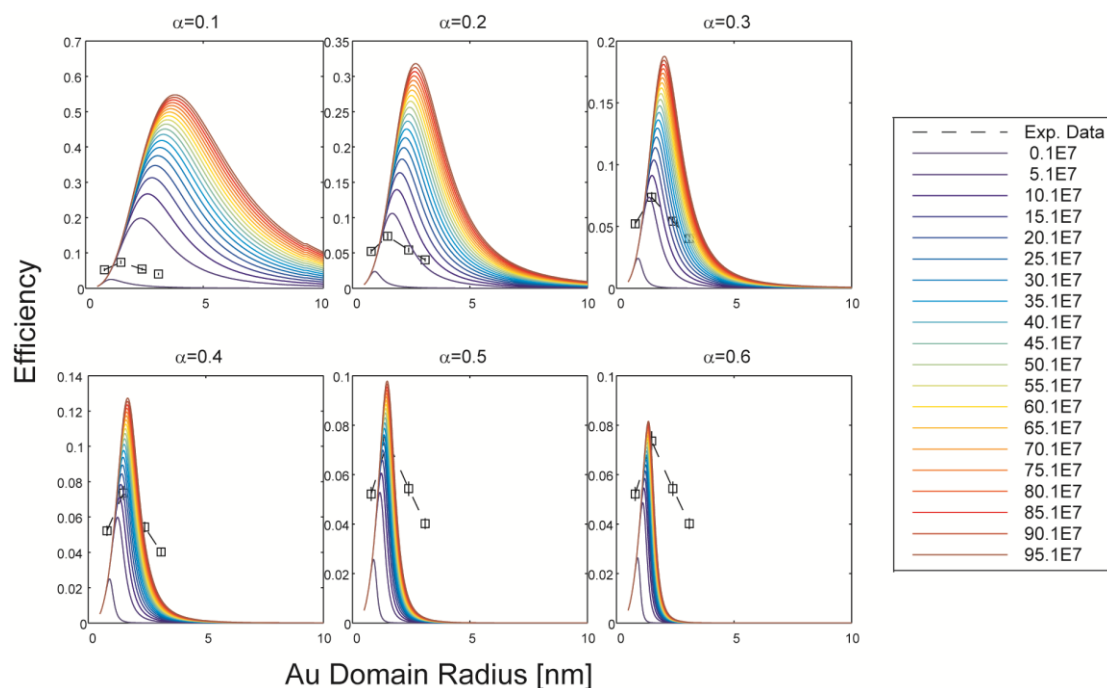 α=0.1
α=0.2
α=0.3
0.7
0.6
0.5
0.4
0.3
0.2
0.1
0
0 5 10
0.35
0.30
0.25
0.20
0.15
0.10
0.05
0
0 5 10
0.2
0.15
0.1
0.05
0
0 5 10
Efficiency
α=0.4
α=0.5
α=0.6
0.14
0.12
0.1
0.08
0.06
0.04
0.02
0
0 5 10
0.1
0.08
0.06
0.04
0.02
0
0 5 10
0.1
0.08
0.06
0.04
0.02
0
0 5 10
Au Domain Radius [nm]
Exp. Data
0.1E7
5.1E7
10.1E7
15.1E7
20.1E7
25.1E7
30.1E7
35.1E7
40.1E7
45.1E7
50.1E7
55.1E7
60.1E7
65.1E7
70.1E7
75.1E7
80.1E7
85.1E7
90.1E7
95.1E7